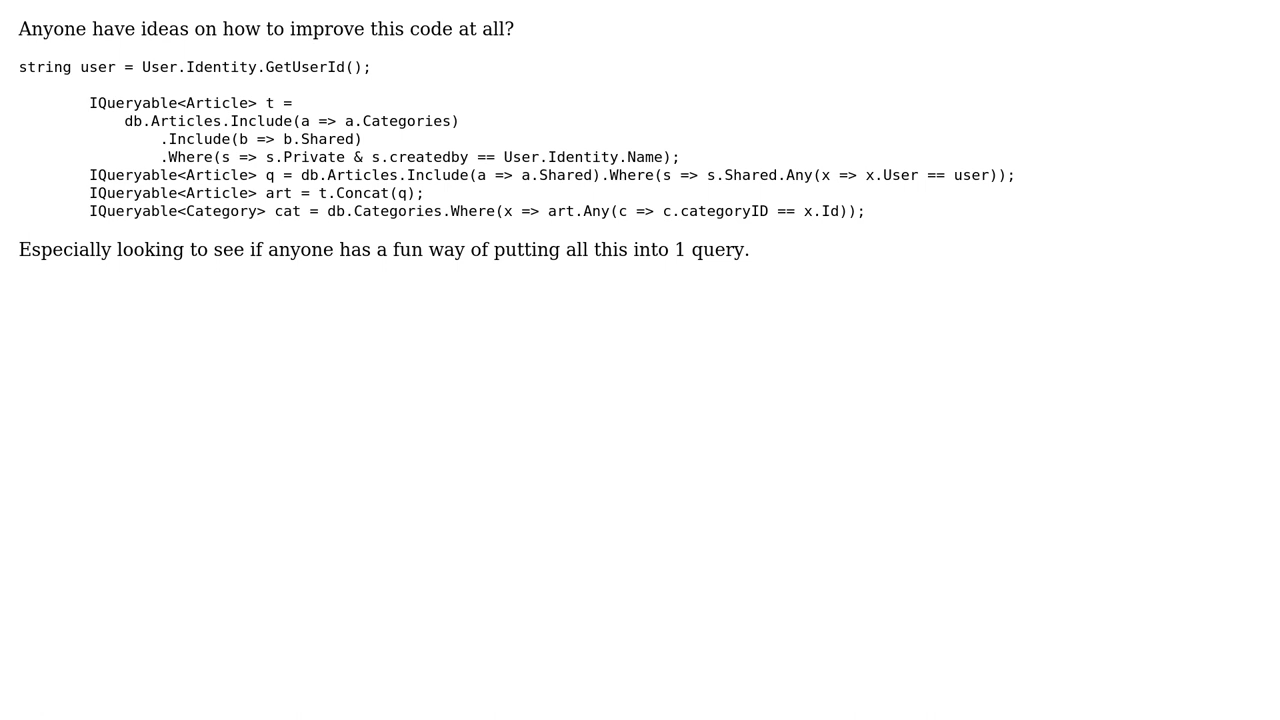 Anyone have ideas on how to improve this code at all?
string user = User.Identity.GetUserId();
IQueryable<Article> t =
db.Articles.Include(a => a.Categories)
.Include(b => b.Shared)
.Where(s => s.Private & s.createdby == User.Identity.Name);
IQueryable<Article> q = db.Articles.Include(a => a.Shared).Where(s => s.Shared.Any(x => x.User == user));
IQueryable<Article> art = t.Concat(q);
IQueryable<Category> cat = db.Categories.Where(x => art.Any(c => c.categoryID == x.Id));
Especially looking to see if anyone has a fun way of putting all this into 1 query.